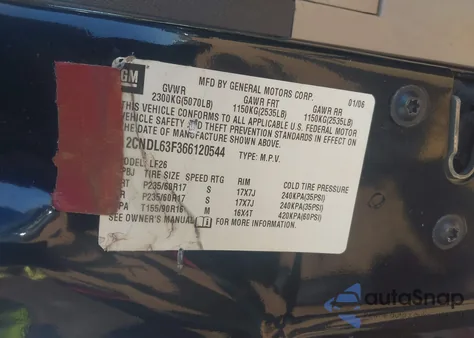 GM
MFD BY GENERAL MOTORS CORP. 01/06
GVWR GAWR FRT GAWR RR
2300KG(5070LB) 1150KG(2535LB) 1150KG(2535LB)
THIS VEHICLE CONFORMS TO ALL APPLICABLE U.S. FEDERAL MOTOR
VEHICLE SAFETY AND THEFT PREVENTION STANDARDS IN EFFECT ON
THE DATE OF MANUFACTURE SHOWN ABOVE.
2CNDL63F366120544 TYPE: M.P.V.
MODEL: LF26
PBJ TIRE SIZE SPEED RTG RIM COLD TIRE PRESSURE
RT P235/60R17 S 17X7J 240KPA(35PSI)
P235/60R17 S 17X7J 240KPA(35PSI)
PA T155/90R16 M 16X4T 420KPA(60PSI)
SEE OWNER'S MANUAL FOR MORE INFORMATION.
autoSnap